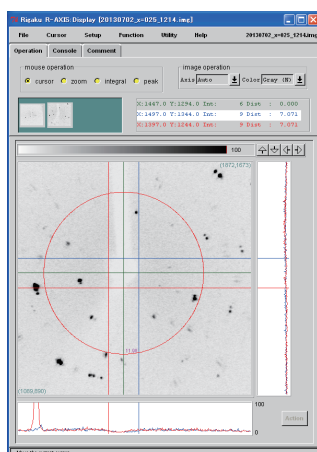 Rigaku R-AXIS Display [20130702_x=025_1214.img]
File Cursor Setup Function Utility Help 20130702_x=025_1214.img
Operation Console Comment
mouse operation
cursor zoom integral peak
image operation
Axis Auto Color Gray (N)
X:1447.0 Y:1294.0 Int: 6 Dist : 0.000
X:1497.0 Y:1344.0 Int: 9 Dist : 7.071
X:1397.0 Y:1244.0 Int: 9 Dist : 7.071
100
(1872,1673)
(1069,890)
100
0
Action